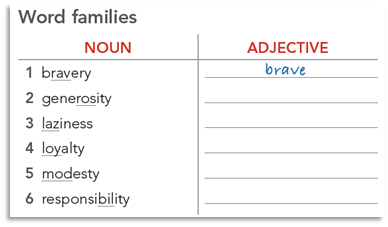 Word families
NOUN ADJECTIVE
1 bravery brave
2 generosity
3 laziness
4 loyalty
5 modesty
6 responsibility